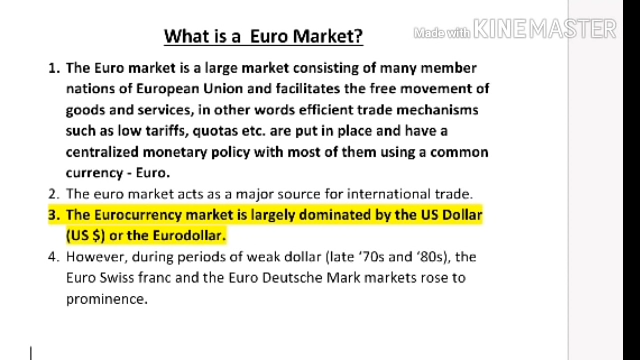 What is a Euro Market?
Made with KINEMASTER
1. The Euro market is a large market consisting of many member
nations of European Union and facilitates the free movement of
goods and services, in other words efficient trade mechanisms
such as low tariffs, quotas etc. are put in place and have a
centralized monetary policy with most of them using a common
currency - Euro.
2. The euro market acts as a major source for international trade.
3. The Eurocurrency market is largely dominated by the US Dollar
(US $) or the Eurodollar.
4. However, during periods of weak dollar (late ’70s and ‘80s), the
Euro Swiss franc and the Euro Deutsche Mark markets rose to
prominence.